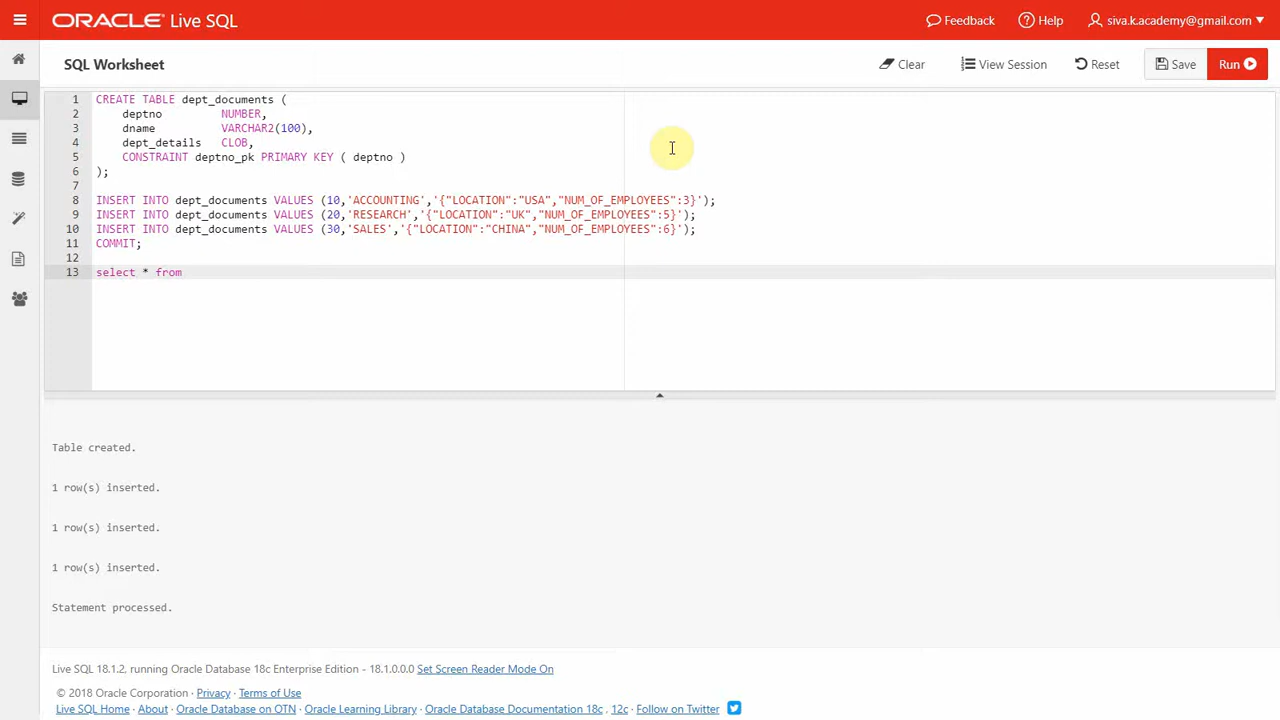 ORACLE Live SQL
Feedback
Help
siva.k.academy@gmail.com
SQL Worksheet
Clear
View Session
Reset
Save
Run
1 CREATE TABLE dept_documents (
2 deptno NUMBER,
3 dname VARCHAR2(100),
4 dept_details CLOB,
5 CONSTRAINT deptno_pk PRIMARY KEY ( deptno )
6 );
7
8 INSERT INTO dept_documents VALUES (10,'ACCOUNTING','{"LOCATION":"USA","NUM_OF_EMPLOYEES":3}');
9 INSERT INTO dept_documents VALUES (20,'RESEARCH','{"LOCATION":"UK","NUM_OF_EMPLOYEES":5}');
10 INSERT INTO dept_documents VALUES (30,'SALES','{"LOCATION":"CHINA","NUM_OF_EMPLOYEES":6}');
11 COMMIT;
12
13 select * from
Table created.
1 row(s) inserted.
1 row(s) inserted.
1 row(s) inserted.
Statement processed.
Live SQL 18.1.2, running Oracle Database 18c Enterprise Edition - 18.1.0.0.0 Set Screen Reader Mode On
© 2018 Oracle Corporation · Privacy · Terms of Use
Live SQL Home · About · Oracle Database on OTN · Oracle Learning Library · Oracle Database Documentation 18c , 12c · Follow on Twitter